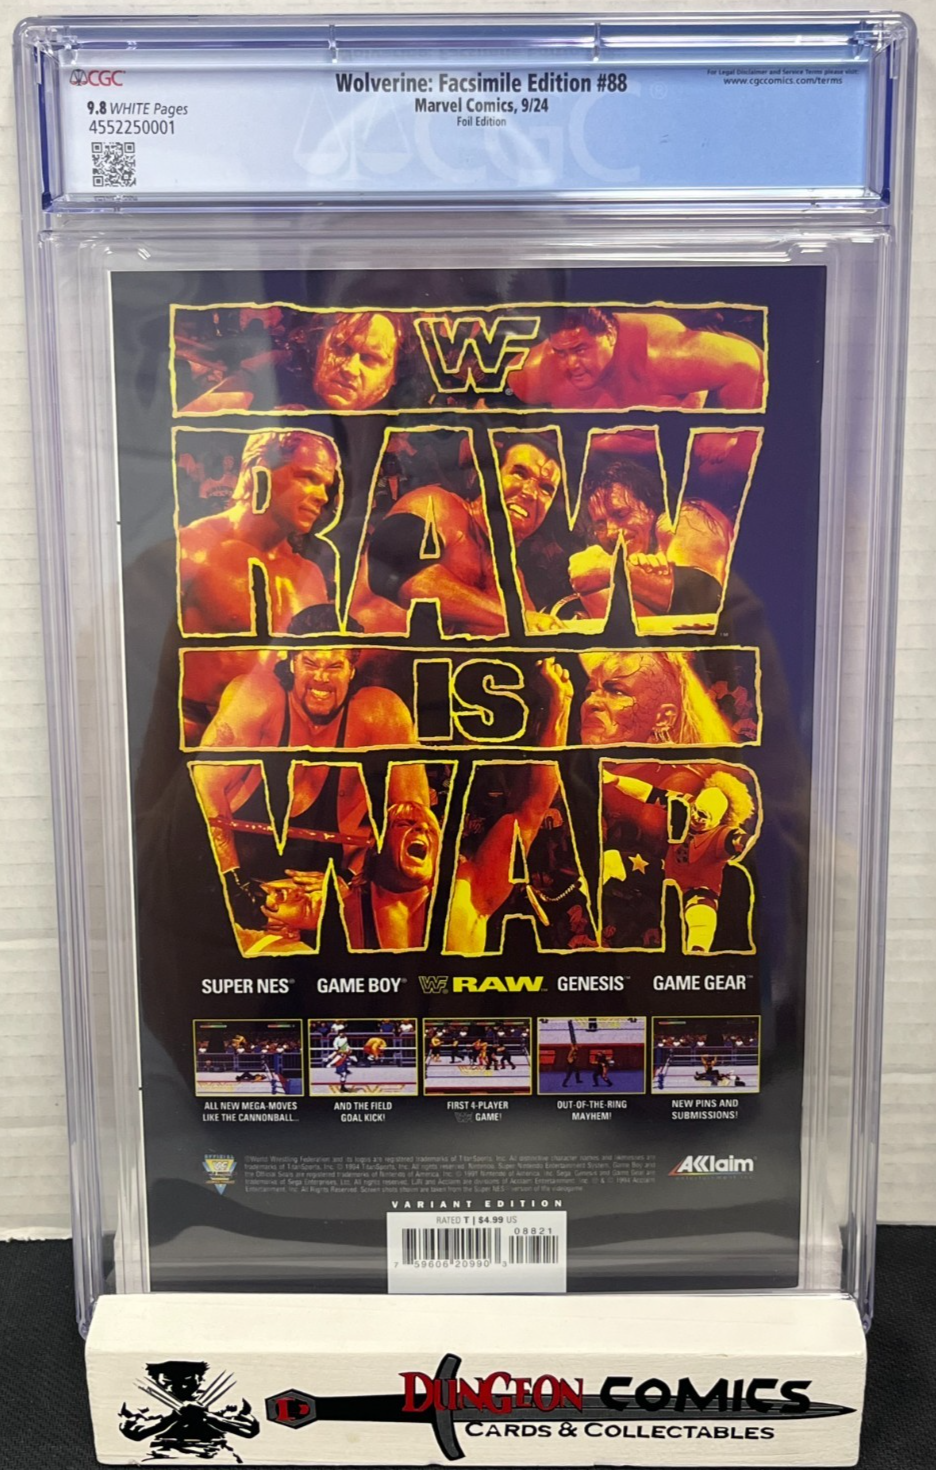 CGC
Wolverine: Facsimile Edition #88
For Legal Disclaimer and Service Terms please visit:
www.cgccomics.com/terms
9.8 WHITE Pages
Marvel Comics, 9/24
4552250001
Foil Edition
CGC
WF
RAW
IS
WAR
SUPER NES GAME BOY WF RAW GENESIS GAME GEAR
ALL NEW MEGA-MOVES
LIKE THE CANNONBALL..
AND THE FIELD
GOAL KICK!
FIRST 4-PLAYER
WF GAME!
OUT-OF-THE-RING
MAYHEM!
NEW PINS AND
SUBMISSIONS!
OFFICIAL
AKKlaim
VARIANT EDITION
RATED T | $4.99 US
08821
7 59606 20990 3
D
DUNGEON COMICS
CARDS & COLLECTABLES